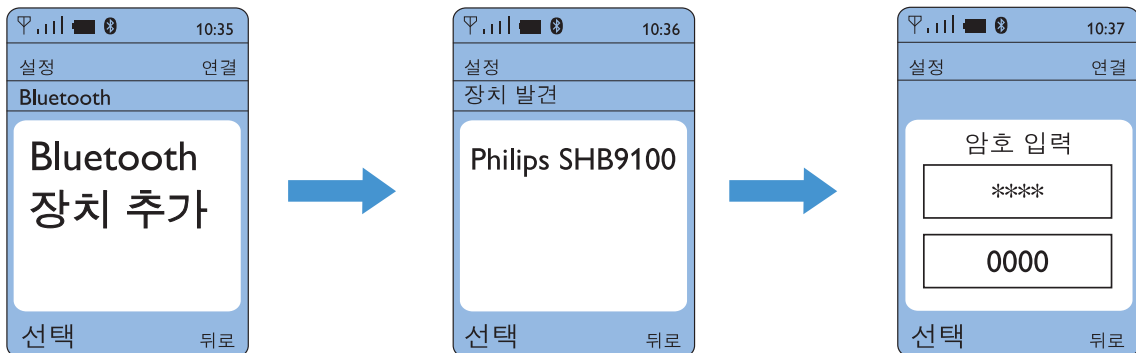 10:35
설정 연결
Bluetooth
Bluetooth
장치 추가
선택 뒤로
10:36
설정
장치 발견
Philips SHB9100
선택 뒤로
10:37
설정 연결
암호 입력
****
0000
선택 뒤로